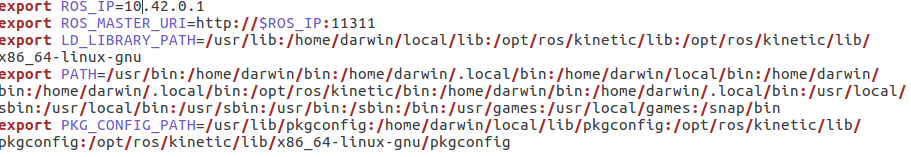 export ROS_IP=10.42.0.1
export ROS_MASTER_URI=http://$ROS_IP:11311
export LD_LIBRARY_PATH=/usr/lib:/home/darwin/local/lib:/opt/ros/kinetic/lib:/opt/ros/kinetic/lib/
x86_64-linux-gnu
export PATH=/usr/bin:/home/darwin/bin:/home/darwin/.local/bin:/home/darwin/local/bin:/home/darwin/
bin:/home/darwin/.local/bin:/opt/ros/kinetic/bin:/home/darwin/bin:/home/darwin/.local/bin:/usr/local/
sbin:/usr/local/bin:/usr/sbin:/usr/bin:/sbin:/bin:/usr/games:/usr/local/games:/snap/bin
export PKG_CONFIG_PATH=/usr/lib/pkgconfig:/home/darwin/local/lib/pkgconfig:/opt/ros/kinetic/lib/
pkgconfig:/opt/ros/kinetic/lib/x86_64-linux-gnu/pkgconfig